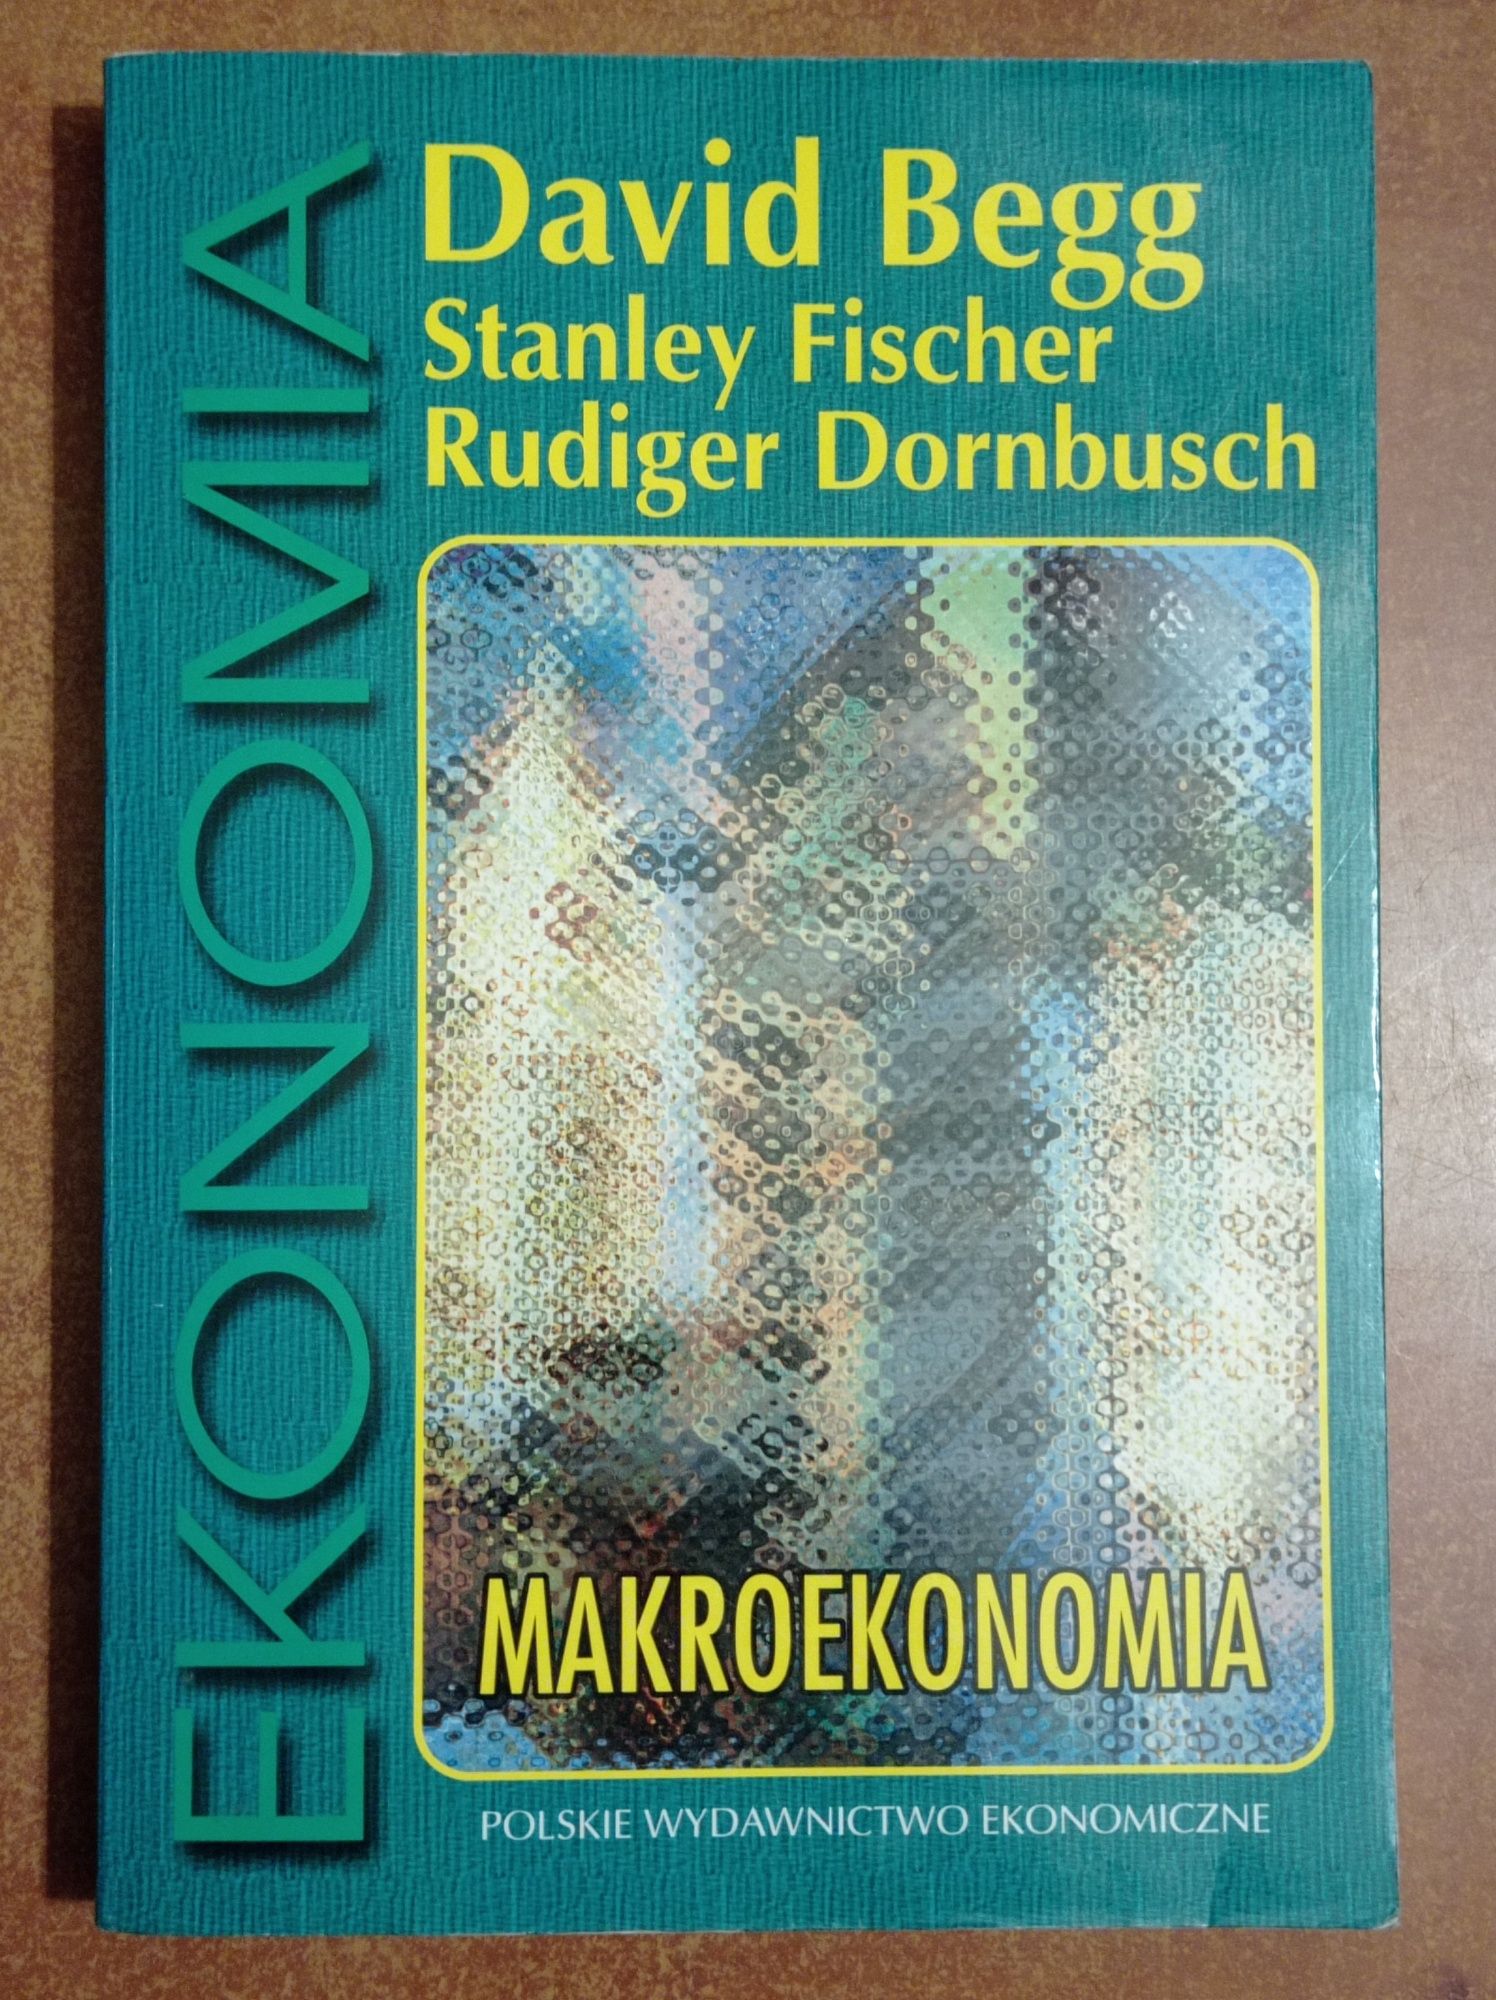 EKONOMIA
David Begg
Stanley Fischer
Rudiger Dornbusch
MAKROEKONOMIA
POLSKIE WYDAWNICTWO EKONOMICZNE